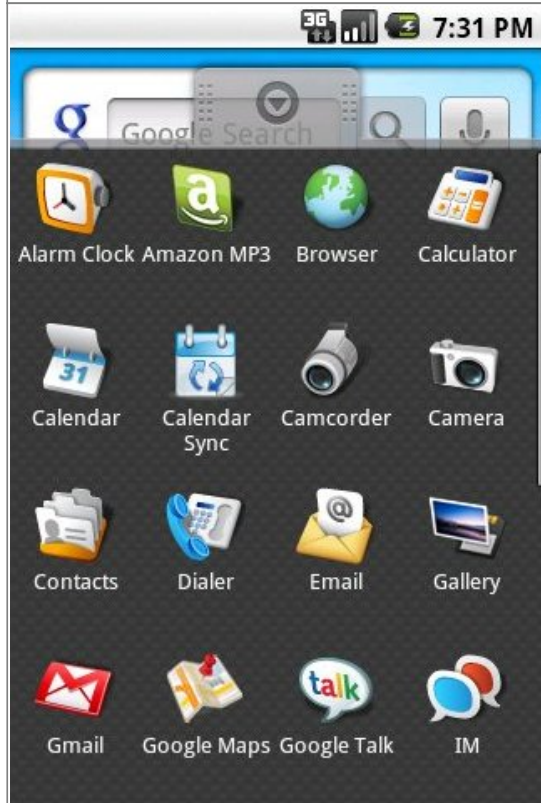 3G 7:31 PM
g Google Search
Alarm Clock Amazon MP3 Browser Calculator
a
31
Calendar Calendar Sync Camcorder Camera
@
Contacts Dialer Email Gallery
talk
Gmail Google Maps Google Talk IM